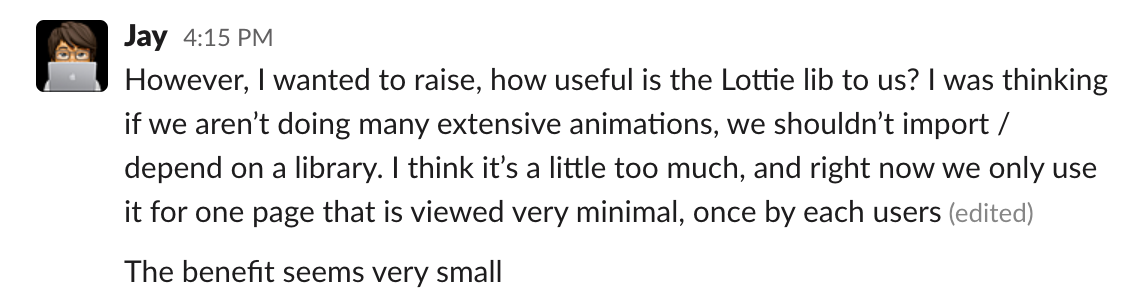 Jay 4:15 PM
However, I wanted to raise, how useful is the Lottie lib to us? I was thinking
if we aren’t doing many extensive animations, we shouldn’t import /
depend on a library. I think it’s a little too much, and right now we only use
it for one page that is viewed very minimal, once by each users (edited)
The benefit seems very small